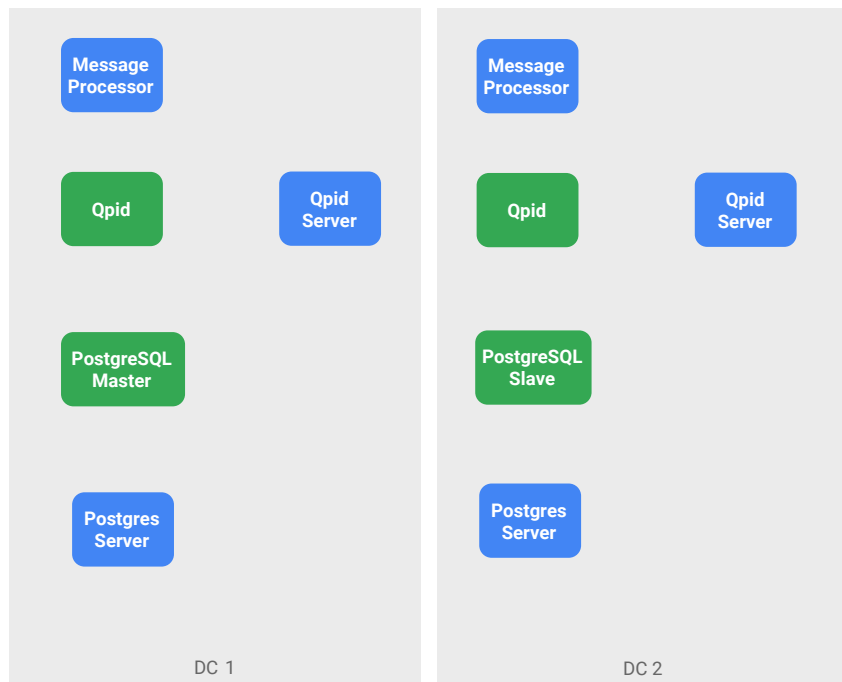 Message
Processor
Qpid
Qpid
Server
PostgreSQL
Master
Postgres
Server
DC 1
Message
Processor
Qpid
Qpid
Server
PostgreSQL
Slave
Postgres
Server
DC 2